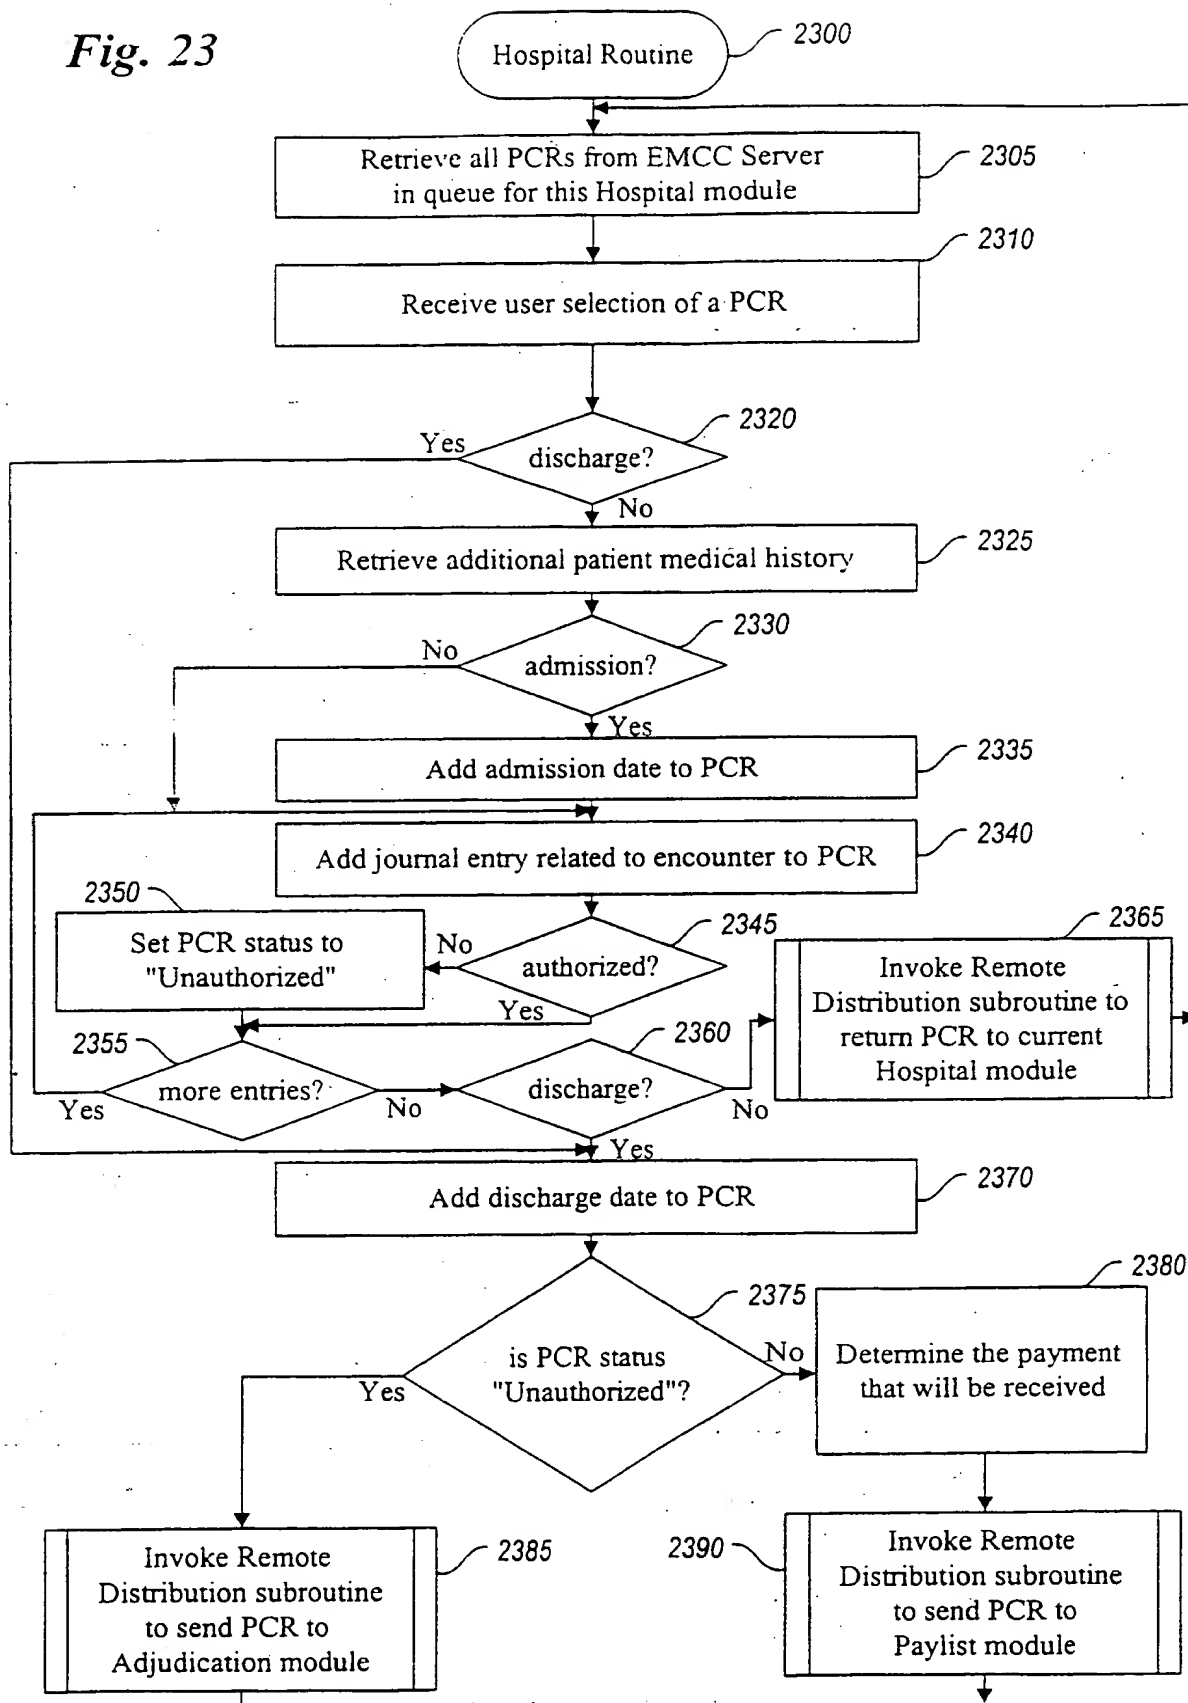 Fig. 23
Hospital Routine
2300
Retrieve all PCRs from EMCC Server
in queue for this Hospital module
2305
2310
Receive user selection of a PCR
2320
Yes
discharge?
No
Retrieve additional patient medical history
2325
2330
No
admission?
Yes
Add admission date to PCR
2335
Add journal entry related to encounter to PCR
2340
2350
Set PCR status to
"Unauthorized"
2345
No
authorized?
Yes
2365
Invoke Remote
Distribution subroutine to
return PCR to current
Hospital module
2355
more entries?
Yes
No
2360
discharge?
No
Yes
Add discharge date to PCR
2370
2375
is PCR status
"Unauthorized"?
Yes
No
2380
Determine the payment
that will be received
Invoke Remote
Distribution subroutine
to send PCR to
Adjudication module
2385
2390
Invoke Remote
Distribution subroutine
to send PCR to
Paylist module